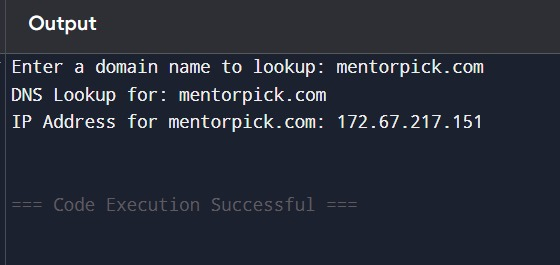 Output
Enter a domain name to lookup: mentorpick.com
DNS Lookup for: mentorpick.com
IP Address for mentorpick.com: 172.67.217.151
=== Code Execution Successful ===